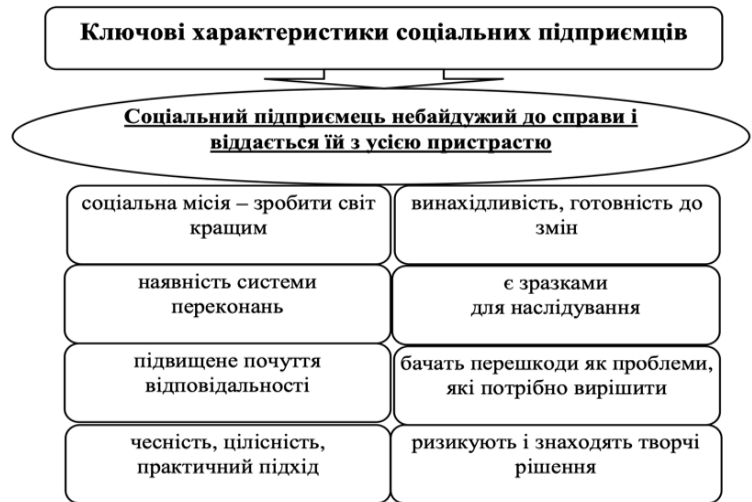 Ключові характеристики соціальних підприємців
Соціальний підприємець небайдужий до справи і
віддається їй з усією пристрастю
соціальна місія – зробити світ
кращим
винахідливість, готовність до
змін
наявність системи
переконань
є зразками
для наслідування
підвищене почуття
відповідальності
бачать перешкоди як проблеми,
які потрібно вирішити
чесність, цілісність,
практичний підхід
ризикують і знаходять творчі
рішення